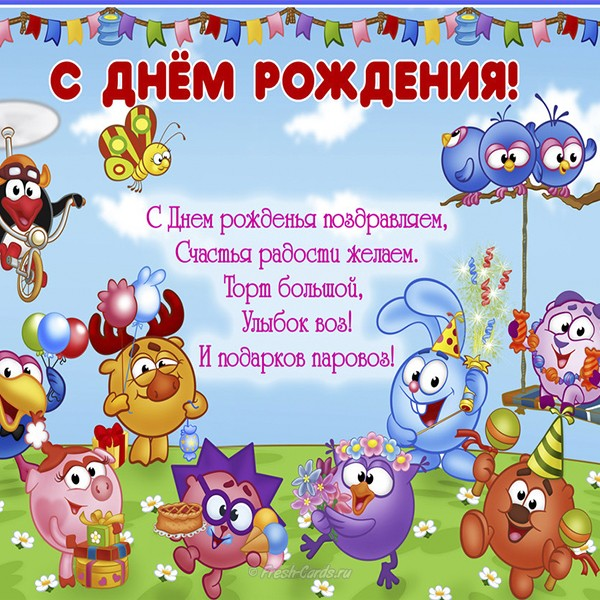 С ДНЁМ РОЖДЕНИЯ!
С Днем рожденья поздравляем,
Счастья радости желаем.
Торт большой,
Улыбок воз!
И подарков паровоз!
© Fresh-Cards.ru